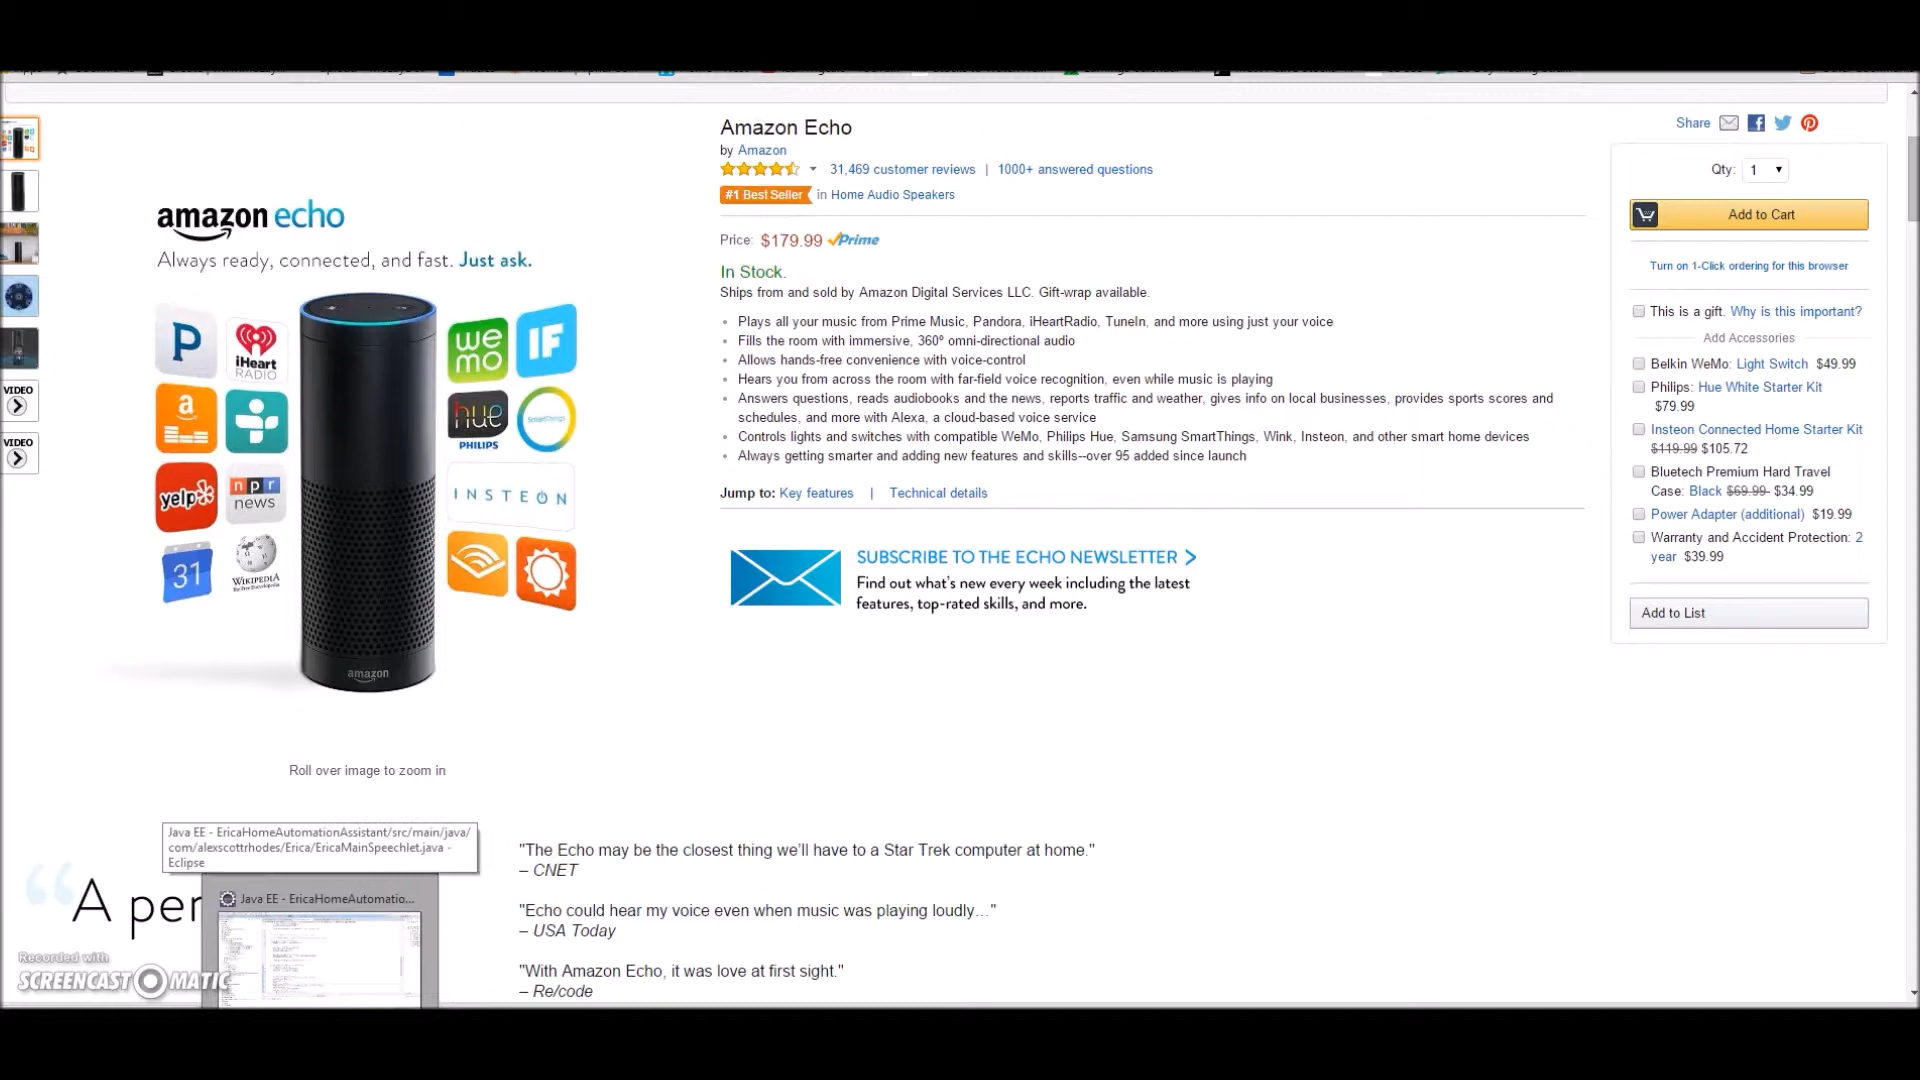 Amazon Echo
by Amazon
31,469 customer reviews | 1000+ answered questions
#1 Best Seller in Home Audio Speakers
Price: $179.99 Prime
In Stock.
Ships from and sold by Amazon Digital Services LLC. Gift-wrap available.
Plays all your music from Prime Music, Pandora, iHeartRadio, TuneIn, and more using just your voice
Fills the room with immersive, 360º omni-directional audio
Allows hands-free convenience with voice-control
Hears you from across the room with far-field voice recognition, even while music is playing
Answers questions, reads audiobooks and the news, reports traffic and weather, gives info on local businesses, provides sports scores and
schedules, and more with Alexa, a cloud-based voice service
Controls lights and switches with compatible WeMo, Philips Hue, Samsung SmartThings, Wink, Insteon, and other smart home devices
Always getting smarter and adding new features and skills--over 95 added since launch
Jump to: Key features | Technical details
SUBSCRIBE TO THE ECHO NEWSLETTER
Find out what's new every week including the latest
features, top-rated skills, and more.
VIDEO
VIDEO
amazon echo
Always ready, connected, and fast. Just ask.
P
iHeart
RADIO
a
yelp
npr
news
31
WIKIPEDIA
The Free Encyclopedia
we
mo
IF
hue
PHILIPS
SmartThings
INSTEON
amazon
Roll over image to zoom in
Share
Qty: 1
Add to Cart
Turn on 1-Click ordering for this browser
This is a gift. Why is this important?
Add Accessories
Belkin WeMo: Light Switch $49.99
Philips: Hue White Starter Kit
$79.99
Insteon Connected Home Starter Kit
$119.99 $105.72
Bluetech Premium Hard Travel
Case: Black $69.99 $34.99
Power Adapter (additional) $19.99
Warranty and Accident Protection: 2
year $39.99
Add to List
Java EE - EricaHomeAutomationAssistant/src/main/java/
com/alexscottrhodes/Erica/EricaMainSpeechlet.java -
Eclipse
Java EE - EricaHomeAutomatio...
“A per
"The Echo may be the closest thing we'll have to a Star Trek computer at home."
– CNET
"Echo could hear my voice even when music was playing loudly…"
– USA Today
"With Amazon Echo, it was love at first sight."
– Re/code
Recorded with
SCREENCAST O MATIC